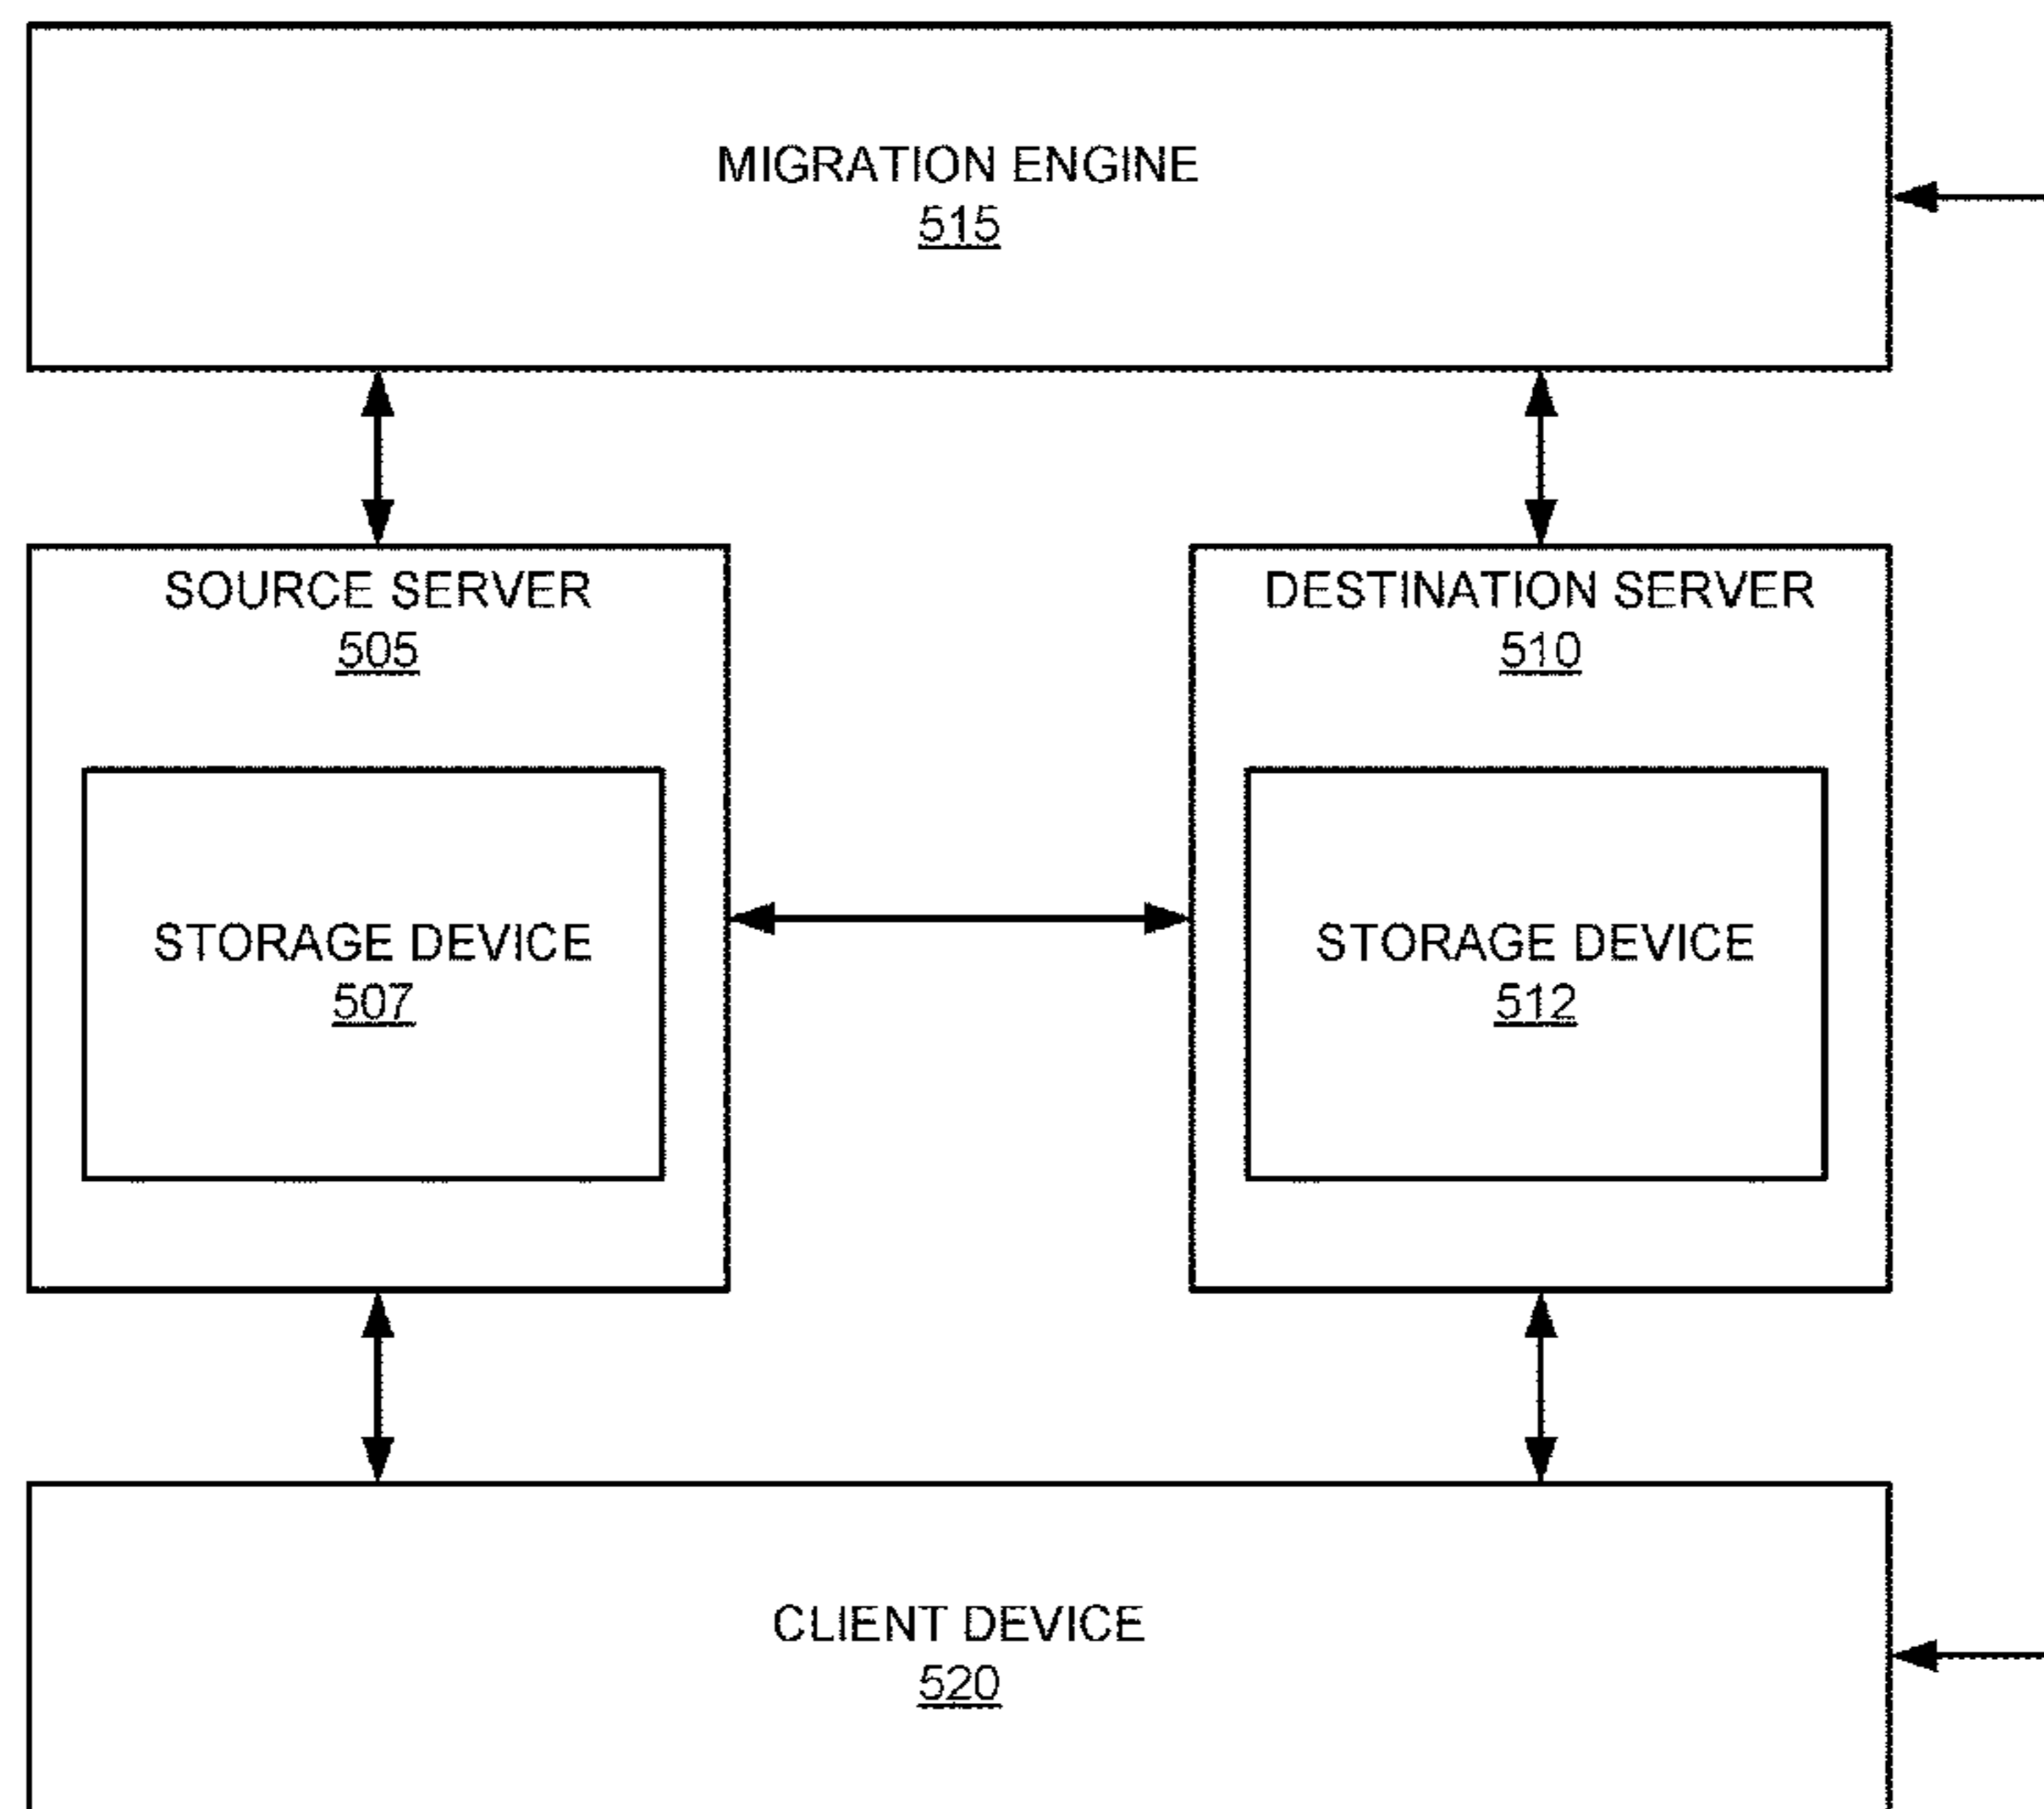 MIGRATION ENGINE
515
SOURCE SERVER
505
DESTINATION SERVER
510
STORAGE DEVICE
507
STORAGE DEVICE
512
CLIENT DEVICE
520